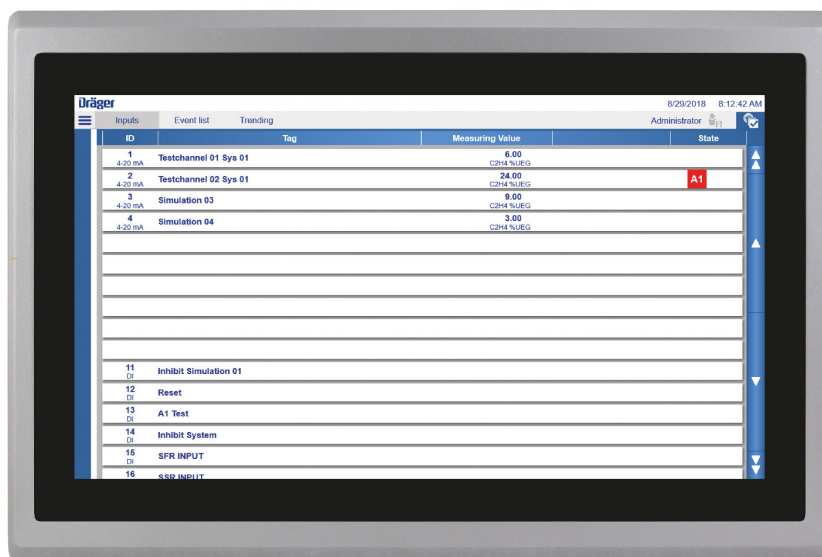 Dräger
8/29/2018 8:12:42 AM
Inputs Event list Trending Administrator
ID Tag Measuring Value State
1 4-20 mA Testchannel 01 Sys 01 6.00 C2H4 %UEG
2 4-20 mA Testchannel 02 Sys 01 24.00 C2H4 %UEG A1
3 4-20 mA Simulation 03 9.00 C2H4 %UEG
4 4-20 mA Simulation 04 3.00 C2H4 %UEG
11 DI Inhibit Simulation 01
12 DI Reset
13 DI A1 Test
14 DI Inhibit System
15 DI SFR INPUT
16 SSR INPUT